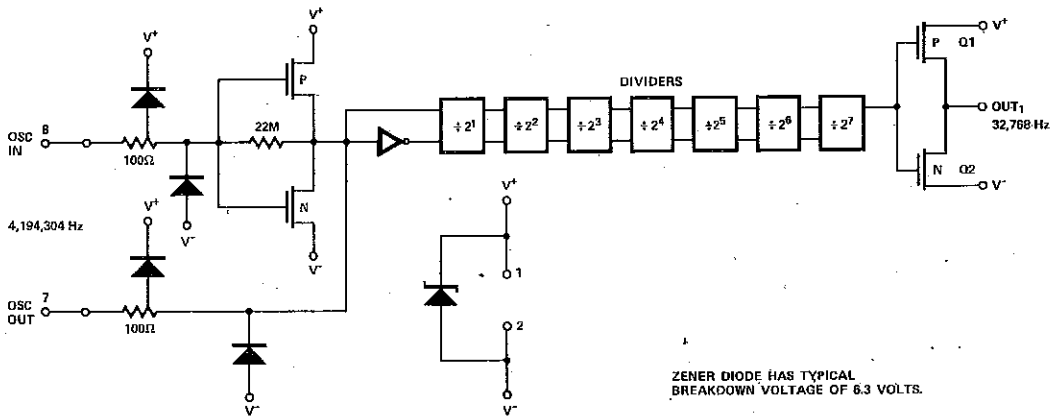 V+
V+
P
OSC IN
8
100Ω
22M
N
V-
V-
4,194,304 Hz
V+
OSC OUT
7
100Ω
V-
DIVIDERS
÷2¹
÷2²
÷2³
÷2⁴
÷2⁵
÷2⁶
÷2⁷
V+
1
2
V-
P
Q1
V+
OUT₁
32,768 Hz
N
Q2
V-
ZENER DIODE HAS TYPICAL
BREAKDOWN VOLTAGE OF 6.3 VOLTS.